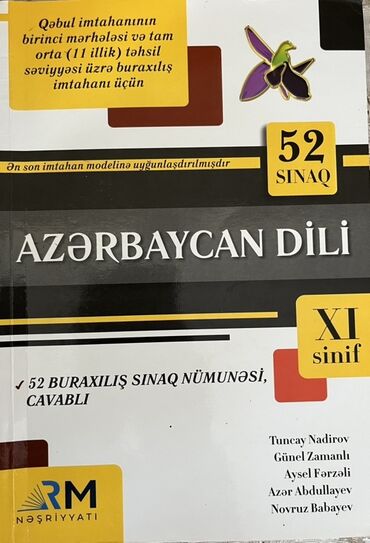 Qəbul imtahanının
birinci mərhələsi və tam
orta (11 illik) təhsil
səviyyəsi üzrə buraxılış
imtahanı üçün
Ən son imtahan modelinə uyğunlaşdırılmışdır
52
SINAQ
AZƏRBAYCAN DİLİ
XI
sinif
✓ 52 BURAXILIŞ SINAQ NÜMUNƏSİ,
CAVABLI
Tuncay Nadirov
Günel Zamanlı
Aysel Fərzəli
Azər Abdullayev
Novruz Babayev
RM
NƏŞRİYYATI